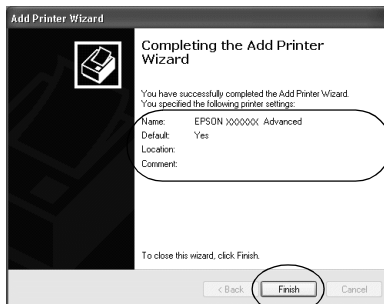 Add Printer Wizard
Completing the Add Printer
Wizard
You have successfully completed the Add Printer Wizard.
You specified the following printer settings:
Name: EPSON XXXXXX Advanced
Default: Yes
Location:
Comment:
To close this wizard, click Finish.
< Back Finish Cancel